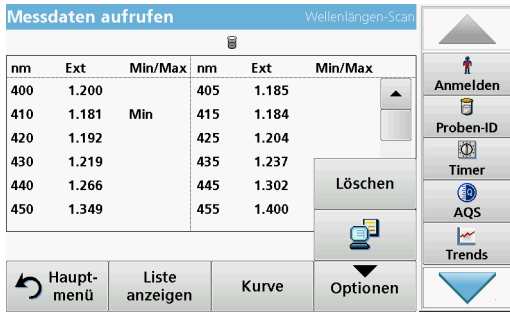 Messdaten aufrufen Wellenlängen-Scan
nm Ext Min/Max nm Ext Min/Max
400 1.200 405 1.185
410 1.181 Min 415 1.184
420 1.192 425 1.204
430 1.219 435 1.237
440 1.266 445 1.302
450 1.349 455 1.400
Löschen
Haupt-
menü
Liste
anzeigen
Kurve
Optionen
Anmelden
Proben-ID
Timer
AQS
Trends